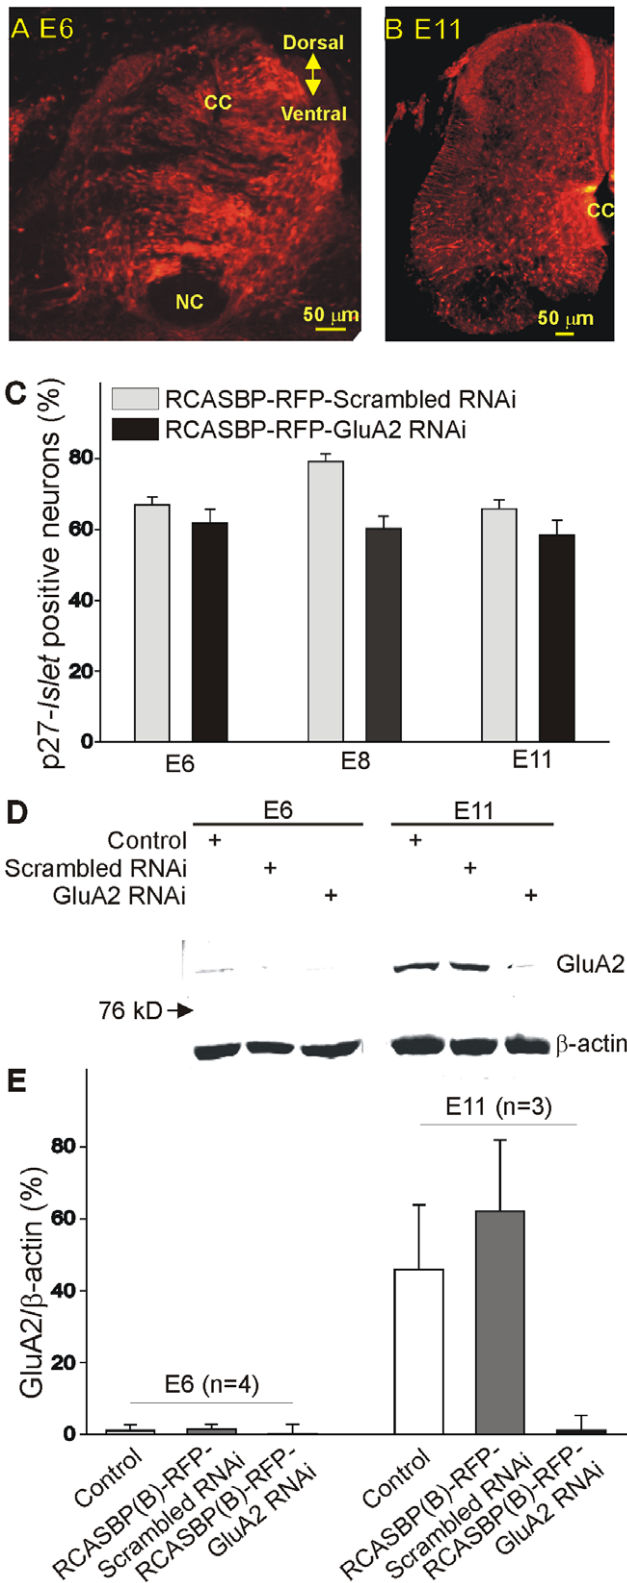 A E6
Dorsal
CC
Ventral
NC
50 μm
B E11
CC
50 μm
C
RCASBP-RFP-Scrambled RNAi
RCASBP-RFP-GluA2 RNAi
p27-Islet positive neurons (%)
80
60
40
20
0
E6 E8 E11
D
E6 E11
Control + +
Scrambled RNAi + +
GluA2 RNAi + +
GluA2
76 kD
β-actin
E
E11 (n=3)
GluA2/β-actin (%)
80
60
40
20
0
E6 (n=4)
Control
RCASBP(B)-RFP-
Scrambled RNAi
RCASBP(B)-RFP-
GluA2 RNAi
Control
RCASBP(B)-RFP-
Scrambled RNAi
RCASBP(B)-RFP-
GluA2 RNAi